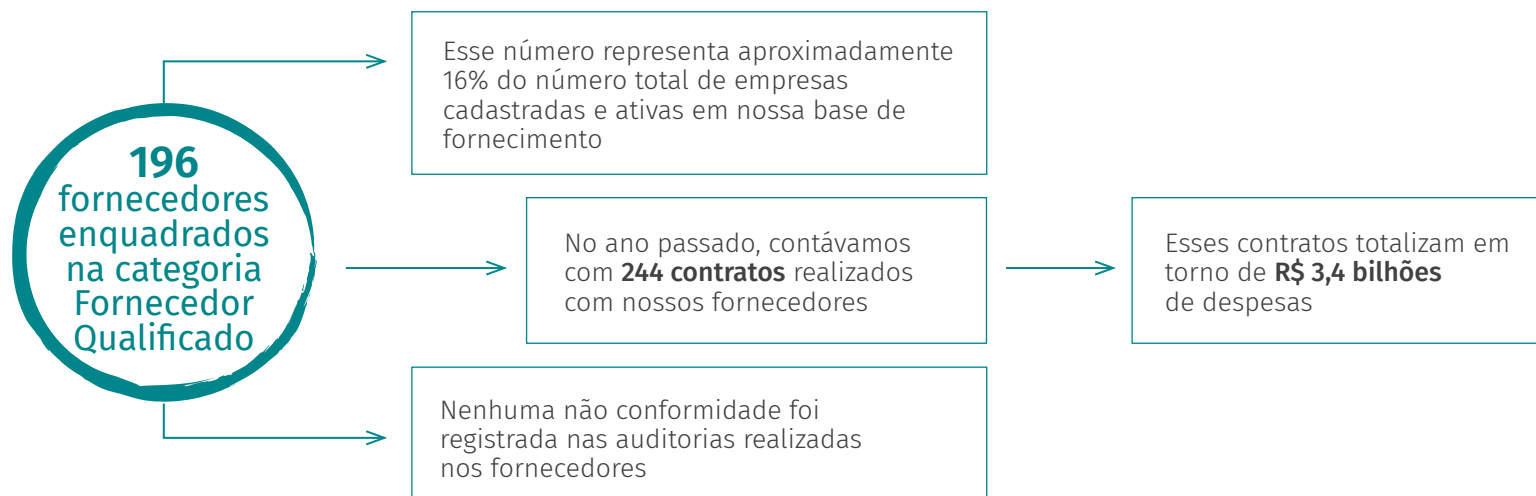 196
fornecedores
enquadrados
na categoria
Fornecedor
Qualificado
Esse número representa aproximadamente
16% do número total de empresas
cadastradas e ativas em nossa base de
fornecimento
No ano passado, contávamos
com 244 contratos realizados
com nossos fornecedores
Esses contratos totalizam em
torno de R$ 3,4 bilhões
de despesas
Nenhuma não conformidade foi
registrada nas auditorias realizadas
nos fornecedores